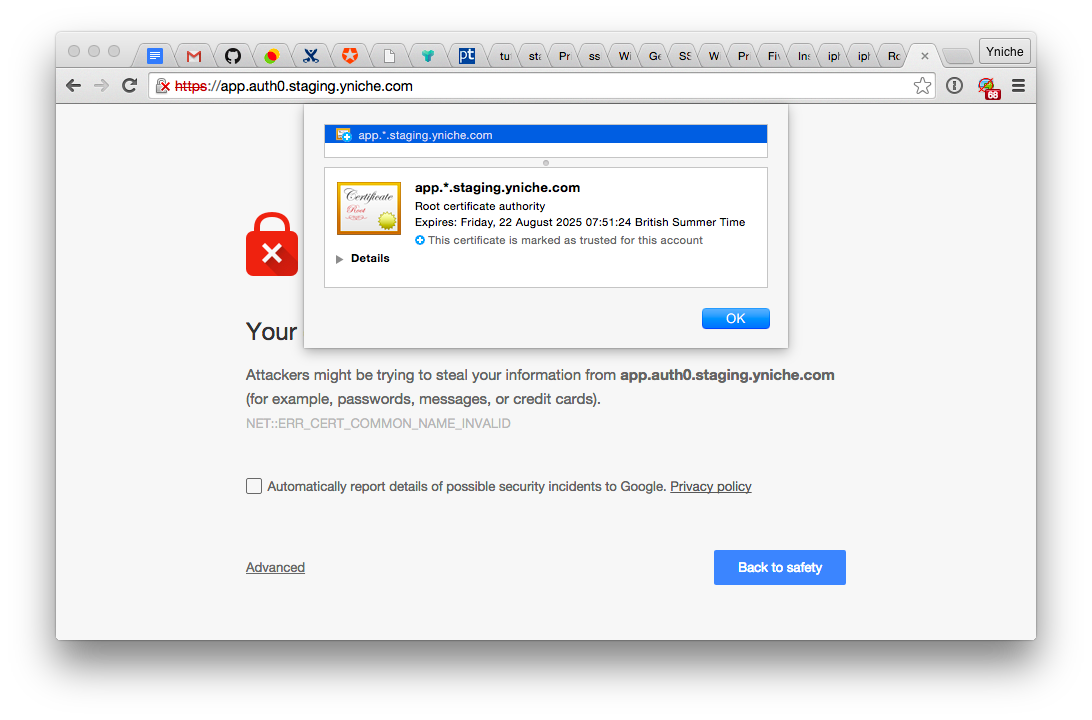 pt
tu
sta
Pr
ss
Wi
Ge
SS
W
Pr
Fiv
Ins
ipl
ipl
Ro
Yniche
https://app.auth0.staging.yniche.com
68
app.*.staging.yniche.com
Certificate
Root
app.*.staging.yniche.com
Root certificate authority
Expires: Friday, 22 August 2025 07:51:24 British Summer Time
This certificate is marked as trusted for this account
Details
OK
Your
Attackers might be trying to steal your information from app.auth0.staging.yniche.com
(for example, passwords, messages, or credit cards).
NET::ERR_CERT_COMMON_NAME_INVALID
Automatically report details of possible security incidents to Google. Privacy policy
Advanced
Back to safety